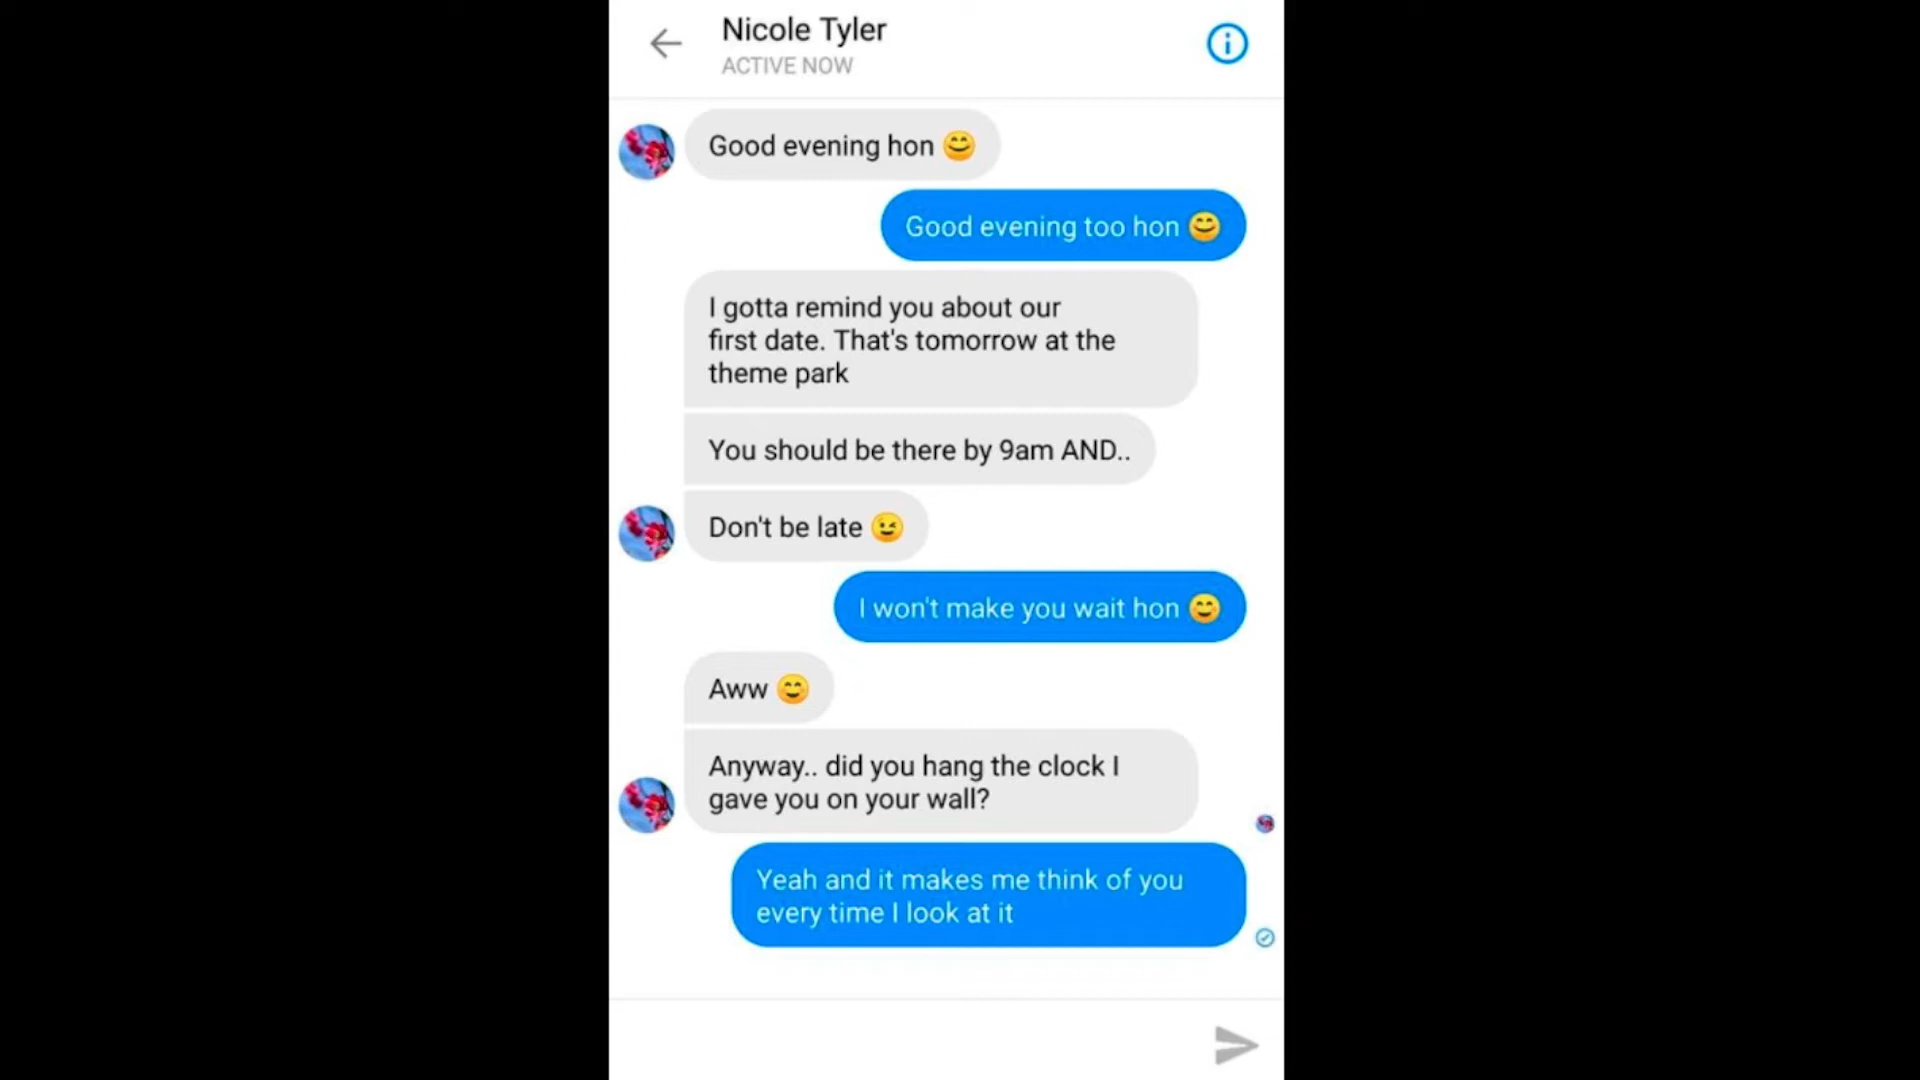 Nicole Tyler
ACTIVE NOW
Good evening hon 😊
Good evening too hon 😊
I gotta remind you about our
first date. That's tomorrow at the
theme park
You should be there by 9am AND..
Don't be late 😉
I won't make you wait hon 😊
Aww 😊
Anyway.. did you hang the clock I
gave you on your wall?
Yeah and it makes me think of you
every time I look at it